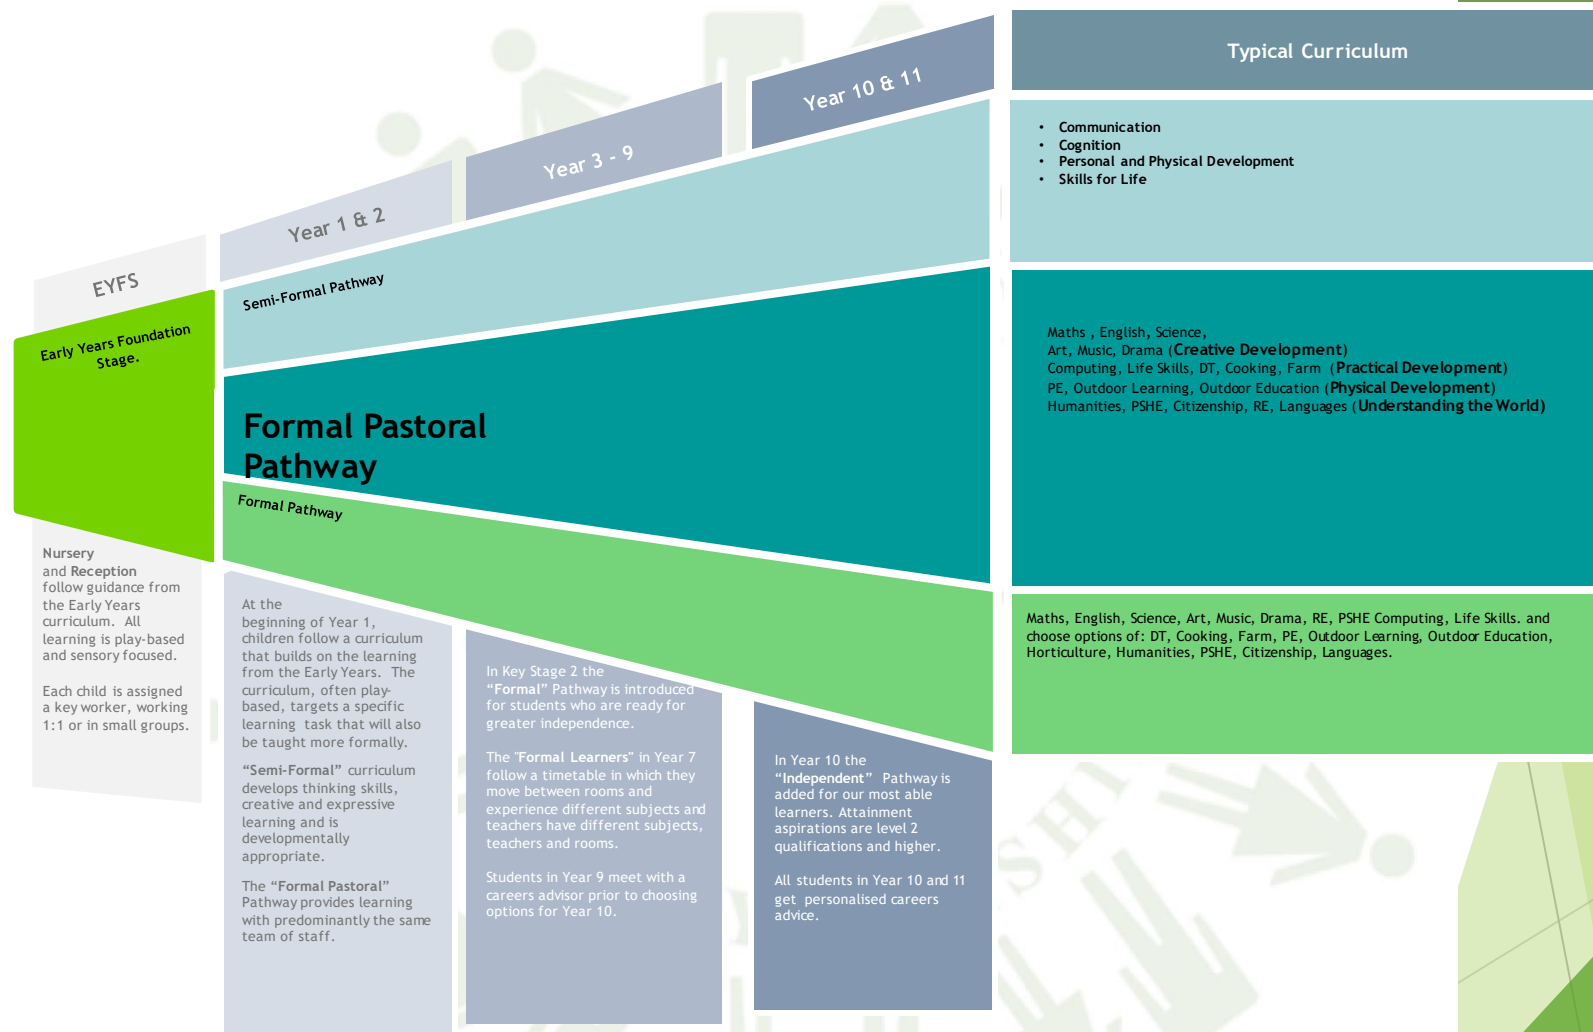 Typical Curriculum
Year 10 & 11
Year 3 - 9
Year 1 & 2
EYFS
Early Years Foundation
Stage.
Semi-Formal Pathway
Formal Pastoral
Pathway
Formal Pathway
• Communication
• Cognition
• Personal and Physical Development
• Skills for Life
Maths , English, Science,
Art, Music, Drama (Creative Development)
Computing, Life Skills, DT, Cooking, Farm (Practical Development)
PE, Outdoor Learning, Outdoor Education (Physical Development)
Humanities, PSHE, Citizenship, RE, Languages (Understanding the World)
Maths, English, Science, Art, Music, Drama, RE, PSHE Computing, Life Skills. and
choose options of: DT, Cooking, Farm, PE, Outdoor Learning, Outdoor Education,
Horticulture, Humanities, PSHE, Citizenship, Languages.
Nursery
and Reception
follow guidance from
the Early Years
curriculum. All
learning is play-based
and sensory focused.
Each child is assigned
a key worker, working
1:1 or in small groups.
At the
beginning of Year 1,
children follow a curriculum
that builds on the learning
from the Early Years. The
curriculum, often play-
based, targets a specific
learning task that will also
be taught more formally.
“Semi-Formal” curriculum
develops thinking skills,
creative and expressive
learning and is
developmentally
appropriate.
The “Formal Pastoral”
Pathway provides learning
with predominantly the same
team of staff.
In Key Stage 2 the
“Formal” Pathway is introduced
for students who are ready for
greater independence.
The "Formal Learners" in Year 7
follow a timetable in which they
move between rooms and
experience different subjects and
teachers have different subjects,
teachers and rooms.
Students in Year 9 meet with a
careers advisor prior to choosing
options for Year 10.
In Year 10 the
“Independent” Pathway is
added for our most able
learners. Attainment
aspirations are level 2
qualifications and higher.
All students in Year 10 and 11
get personalised careers
advice.